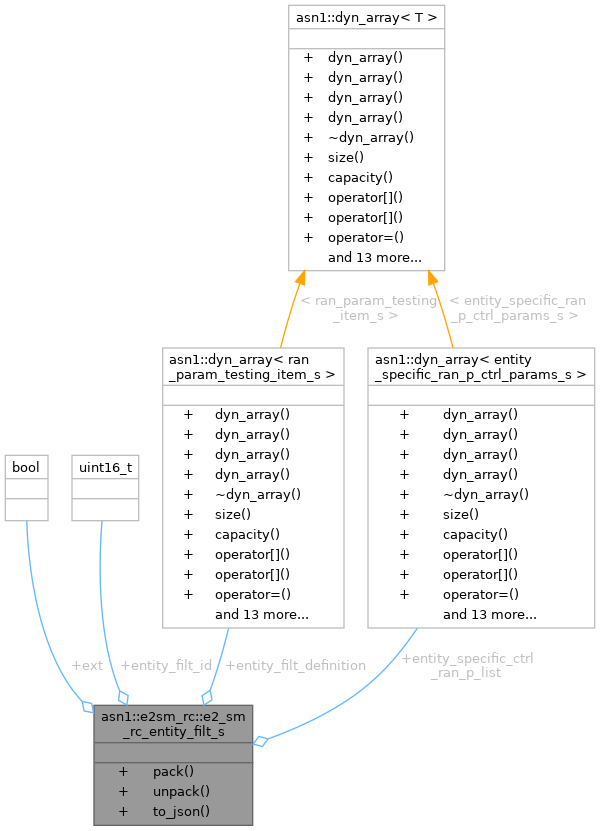 asn1::dyn_array< T >
+ dyn_array()
+ dyn_array()
+ dyn_array()
+ dyn_array()
+ ~dyn_array()
+ size()
+ capacity()
+ operator[]()
+ operator[]()
+ operator=()
and 13 more...
< ran_param_testing
_item_s >
< entity_specific_ran
_p_ctrl_params_s >
asn1::dyn_array< ran
_param_testing_item_s >
+ dyn_array()
+ dyn_array()
+ dyn_array()
+ dyn_array()
+ ~dyn_array()
+ size()
+ capacity()
+ operator[]()
+ operator[]()
+ operator=()
and 13 more...
asn1::dyn_array< entity
_specific_ran_p_ctrl_params_s >
+ dyn_array()
+ dyn_array()
+ dyn_array()
+ dyn_array()
+ ~dyn_array()
+ size()
+ capacity()
+ operator[]()
+ operator[]()
+ operator=()
and 13 more...
bool
uint16_t
+ext
+entity_filt_id
+entity_filt_definition
+entity_specific_ctrl
_ran_p_list
asn1::e2sm_rc::e2_sm
_rc_entity_filt_s
+ pack()
+ unpack()
+ to_json()